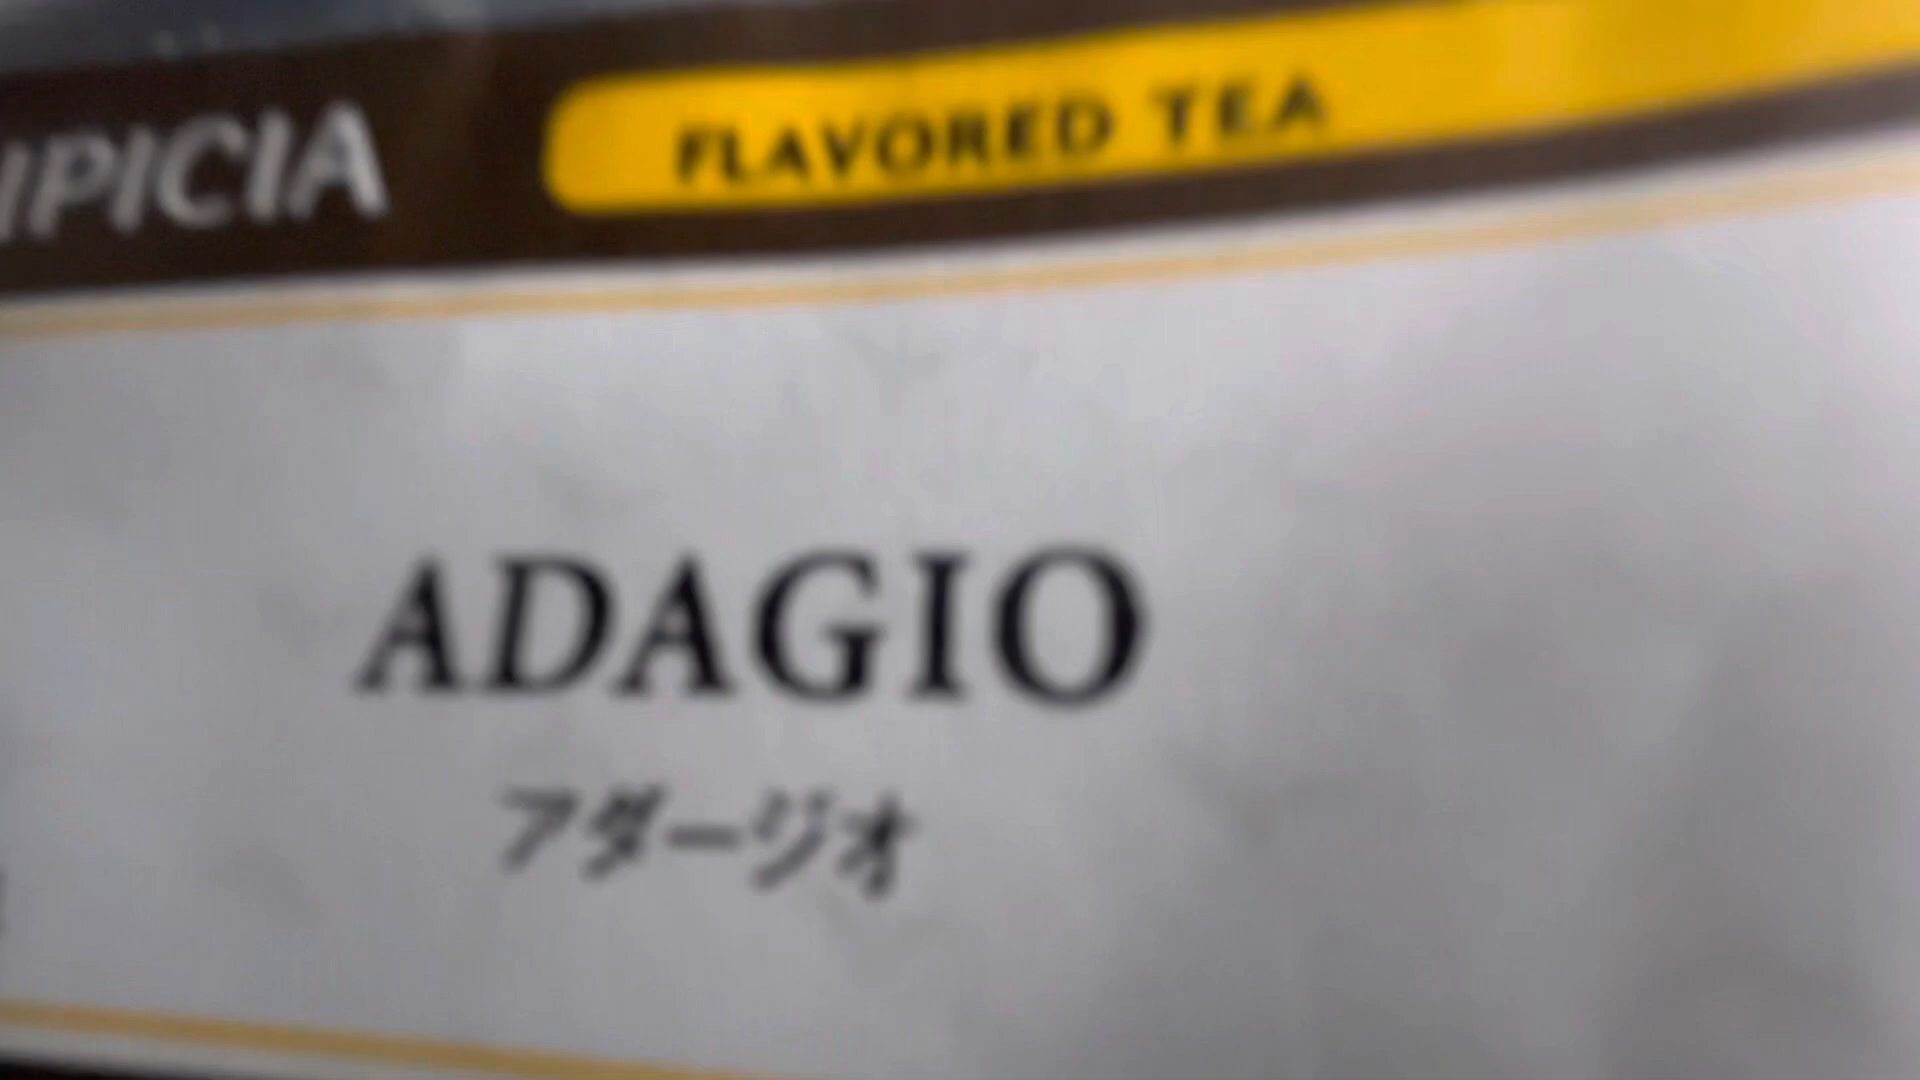 IPICIA
FLAVORED TEA
ADAGIO
アダージオ